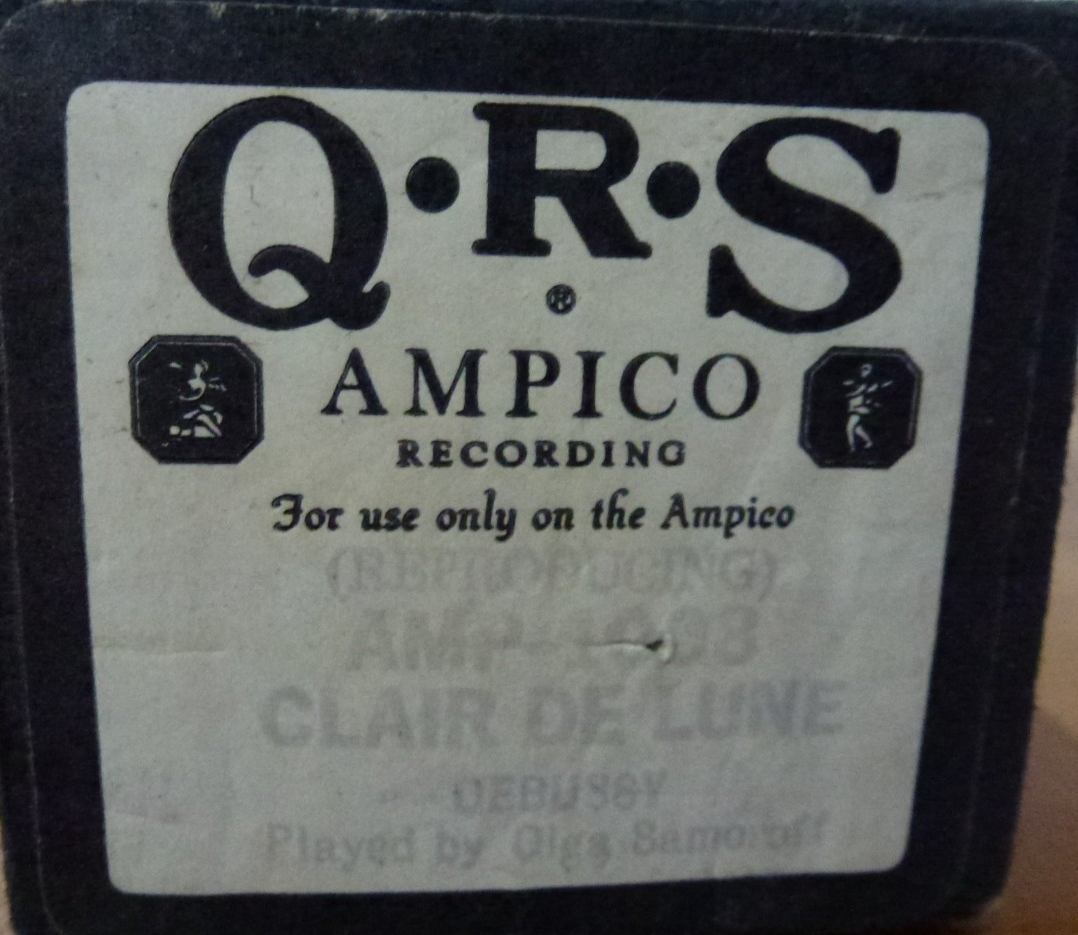 Q·R·S
®
AMPICO
RECORDING
For use only on the Ampico
(REPRODUCING)
CLAIR DE LUNE
DEBUSSY
Played by Olga Samaroff